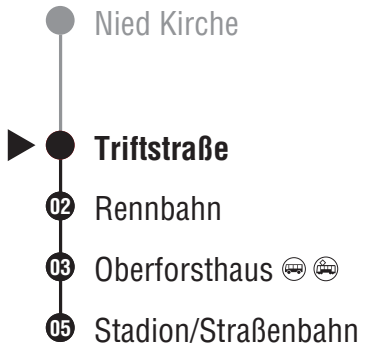 Nied Kirche
Triftstraße
02 Rennbahn
03 Oberforsthaus
05 Stadion/Straßenbahn